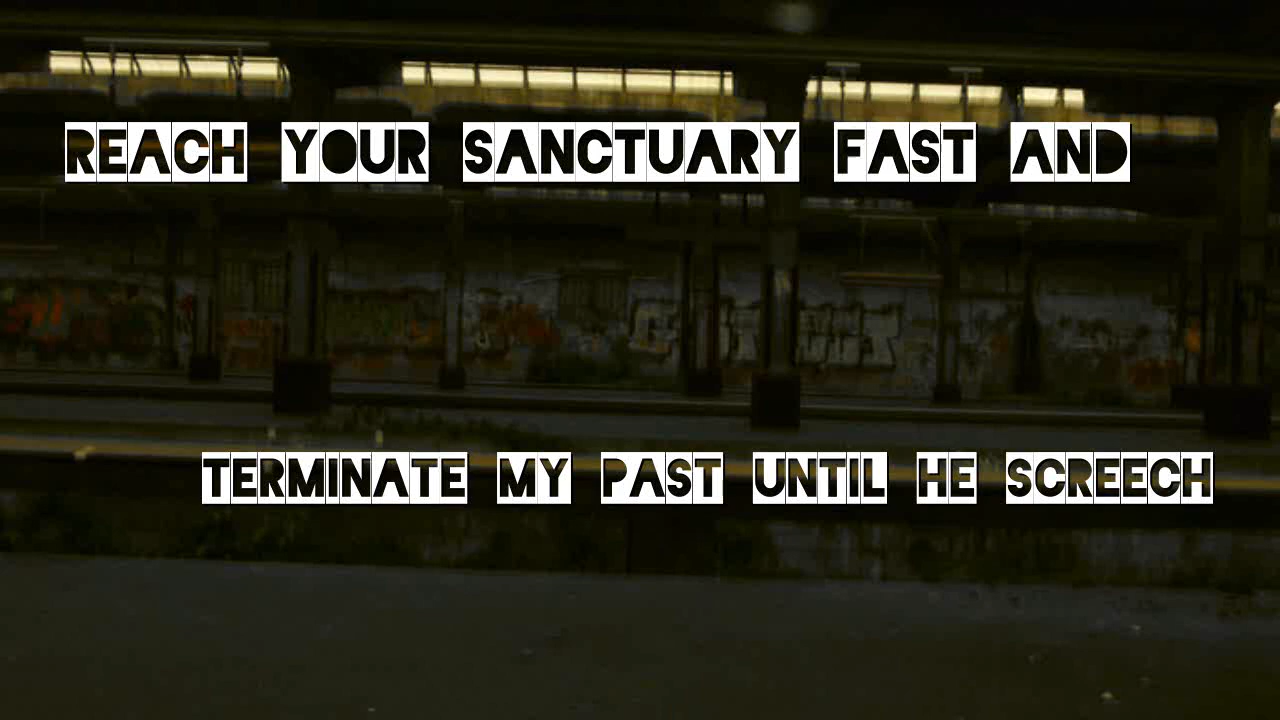 REACH YOUR SANCTUARY FAST AND
TERMINATE MY PAST UNTIL HE SCREECH